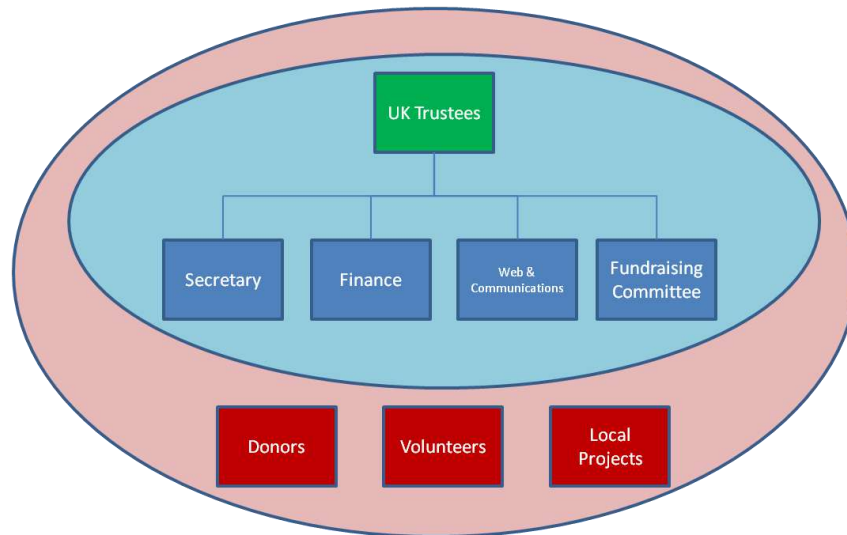 UK Trustees
Secretary
Finance
Web &
Communications
Fundraising
Committee
Donors
Volunteers
Local
Projects